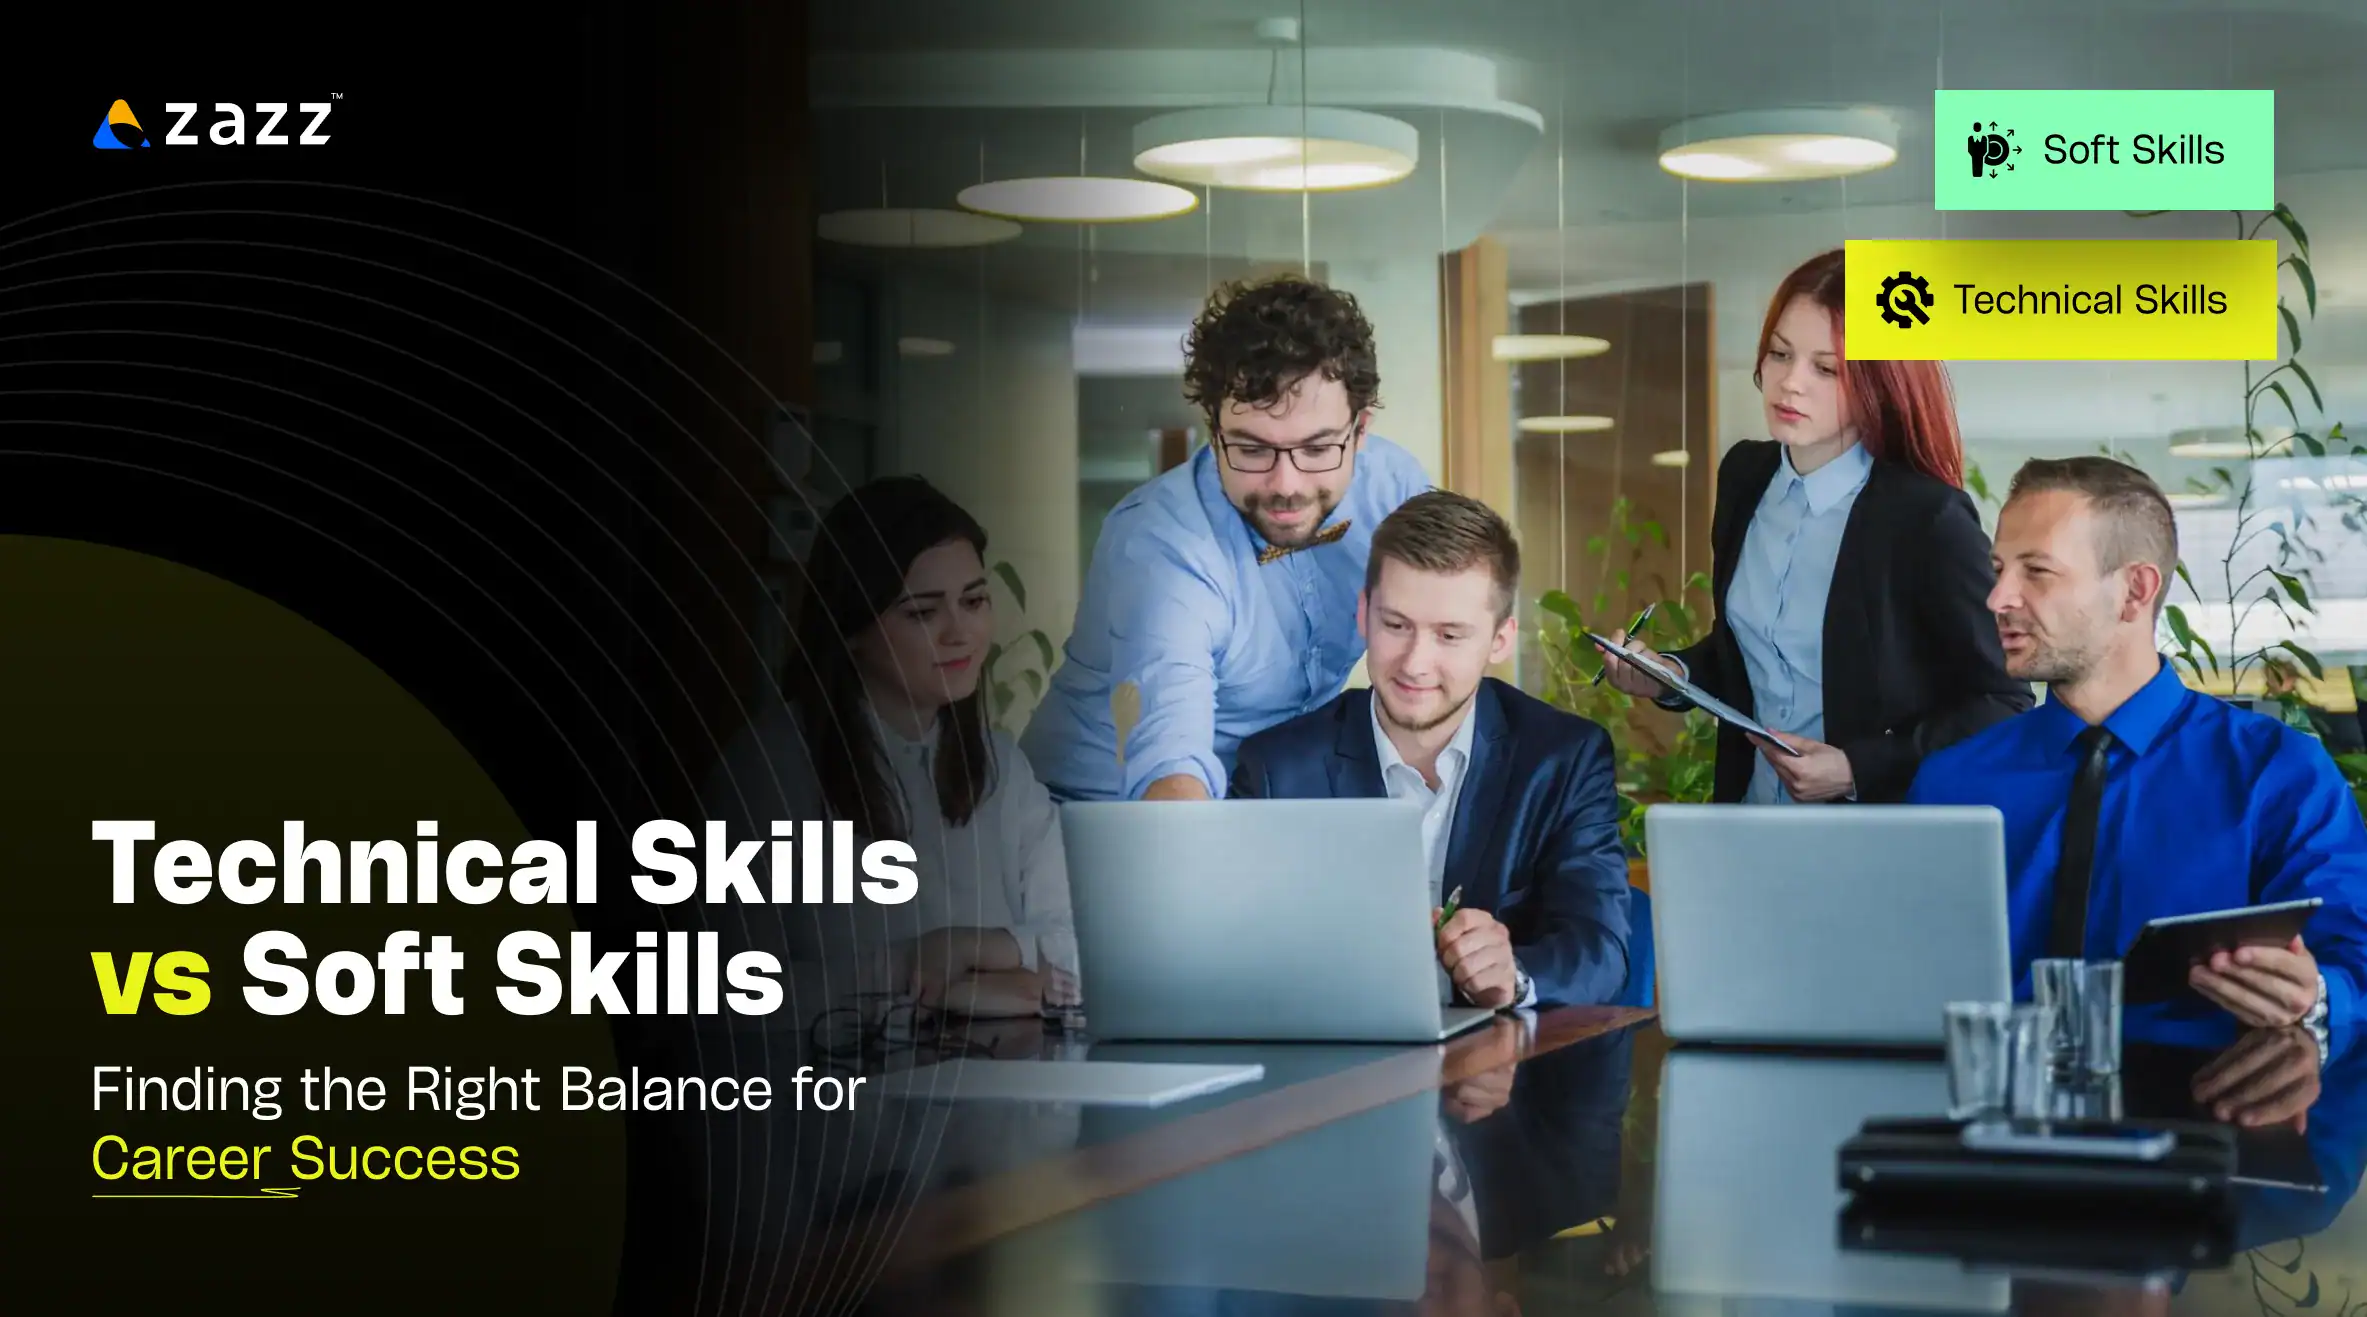 zazz™
Soft Skills
Technical Skills
Technical Skills
vs Soft Skills
Finding the Right Balance for
Career Success